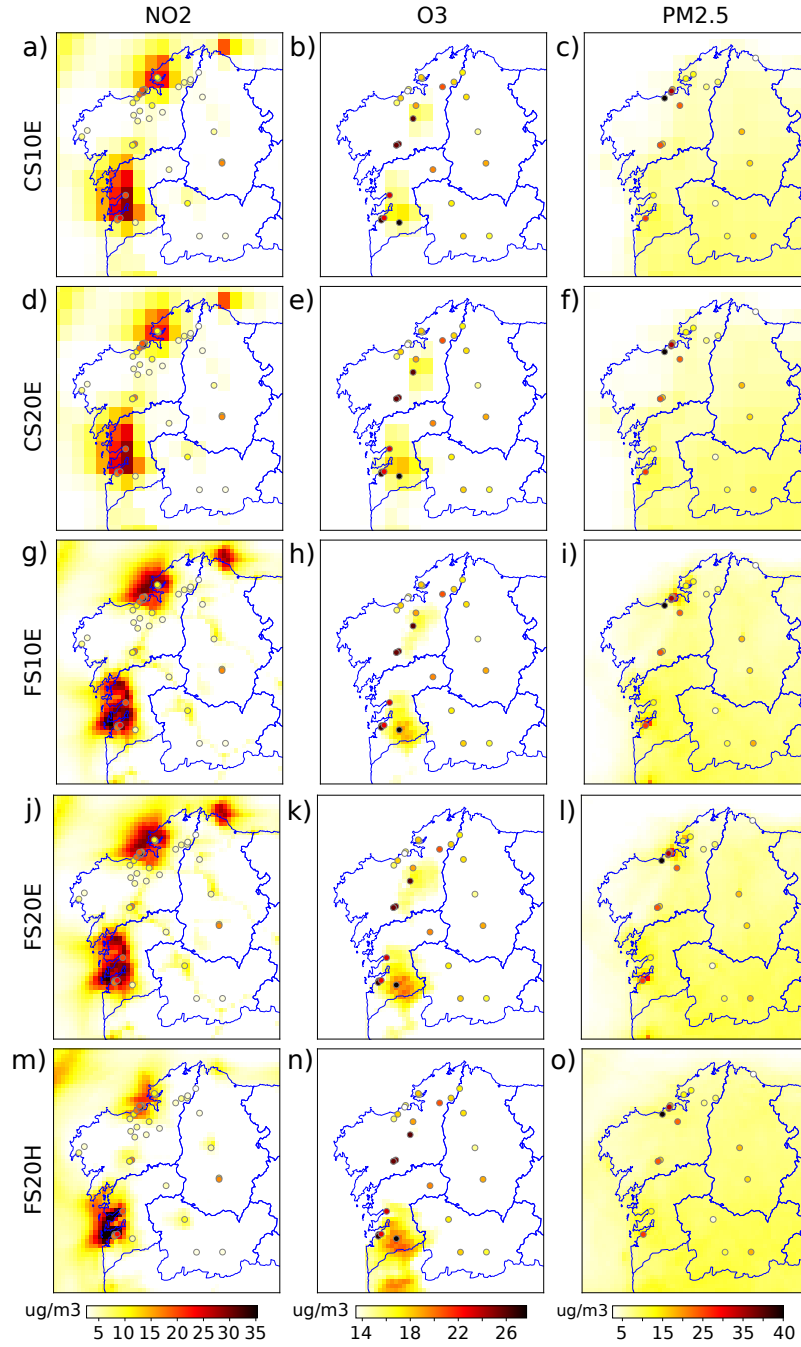 NO2 O3 PM2.5
a) b) c)
CS10E
d) e) f)
CS20E
g) h) i)
FS10E
j) k) l)
FS20E
m) n) o)
FS20H
ug/m3 5 10 15 20 25 30 35
ug/m3 14 18 22 26
ug/m3 5 15 25 40